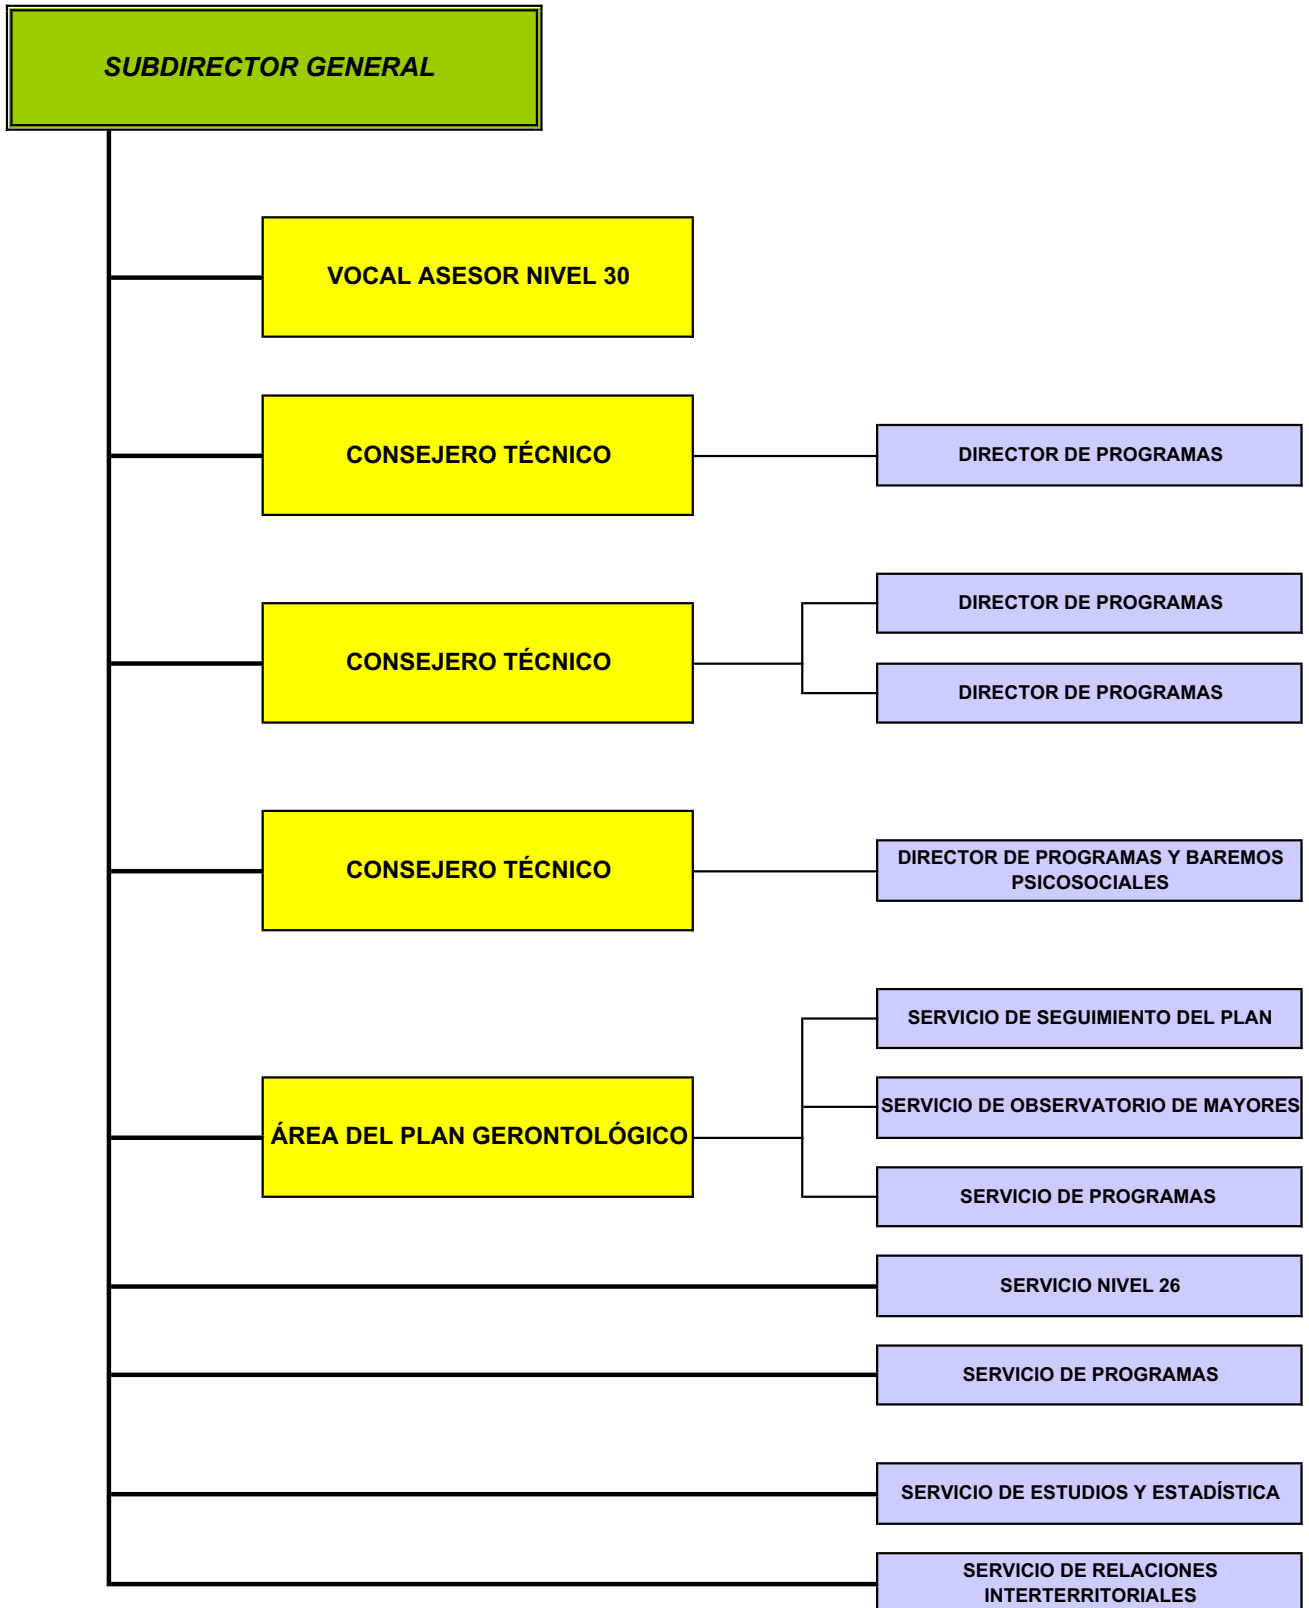 SUBDIRECTOR GENERAL
VOCAL ASESOR NIVEL 30
CONSEJERO TÉCNICO
DIRECTOR DE PROGRAMAS
CONSEJERO TÉCNICO
DIRECTOR DE PROGRAMAS
DIRECTOR DE PROGRAMAS
CONSEJERO TÉCNICO
DIRECTOR DE PROGRAMAS Y BAREMOS
PSICOSOCIALES
ÁREA DEL PLAN GERONTOLÓGICO
SERVICIO DE SEGUIMIENTO DEL PLAN
SERVICIO DE OBSERVATORIO DE MAYORES
SERVICIO DE PROGRAMAS
SERVICIO NIVEL 26
SERVICIO DE PROGRAMAS
SERVICIO DE ESTUDIOS Y ESTADÍSTICA
SERVICIO DE RELACIONES
INTERTERRITORIALES